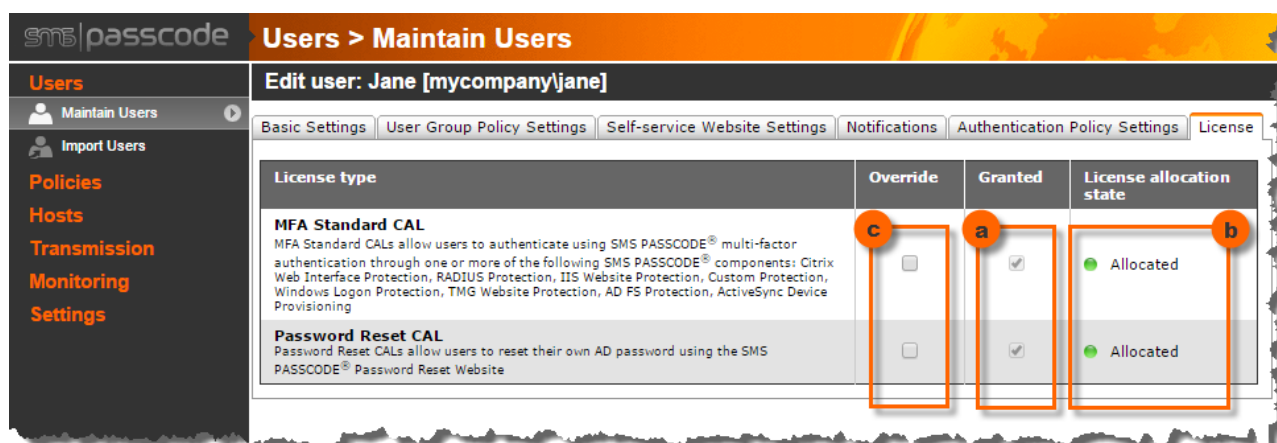 sms|passcode
Users > Maintain Users
Users
Maintain Users
Import Users
Policies
Hosts
Transmission
Monitoring
Settings
Edit user: Jane [mycompany\jane]
Basic Settings User Group Policy Settings Self-service Website Settings Notifications Authentication Policy Settings License
License type Override Granted License allocation
state
c a b
MFA Standard CAL
MFA Standard CALs allow users to authenticate using SMS PASSCODE® multi-factor
authentication through one or more of the following SMS PASSCODE® components: Citrix
Web Interface Protection, RADIUS Protection, IIS Website Protection, Custom Protection,
Windows Logon Protection, TMG Website Protection, AD FS Protection, ActiveSync Device
Provisioning
Allocated
Password Reset CAL
Password Reset CALs allow users to reset their own AD password using the SMS
PASSCODE® Password Reset Website
Allocated